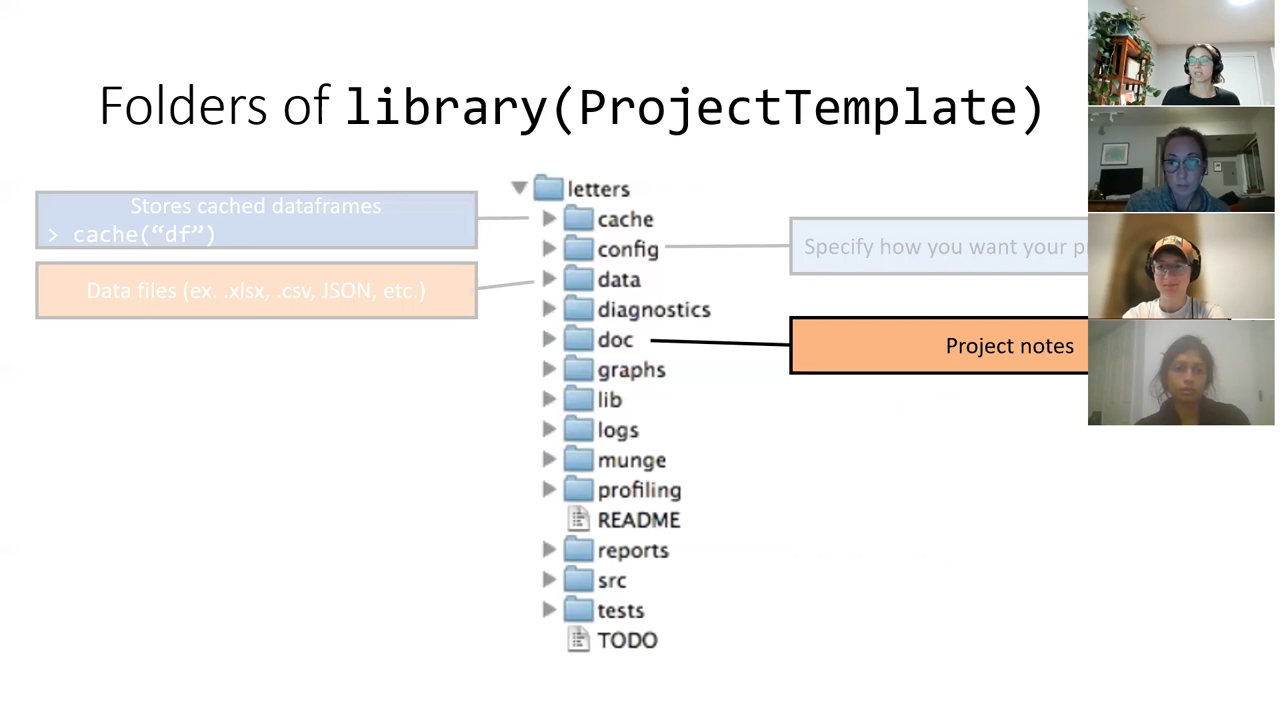 Folders of library(ProjectTemplate)
Stores cached dataframes
> cache(“df”)
Data files (ex. .xlsx, .csv, JSON, etc.)
letters
cache
config
data
diagnostics
doc
graphs
lib
logs
munge
profiling
README
reports
src
tests
TODO
Specify how you want your
Project notes